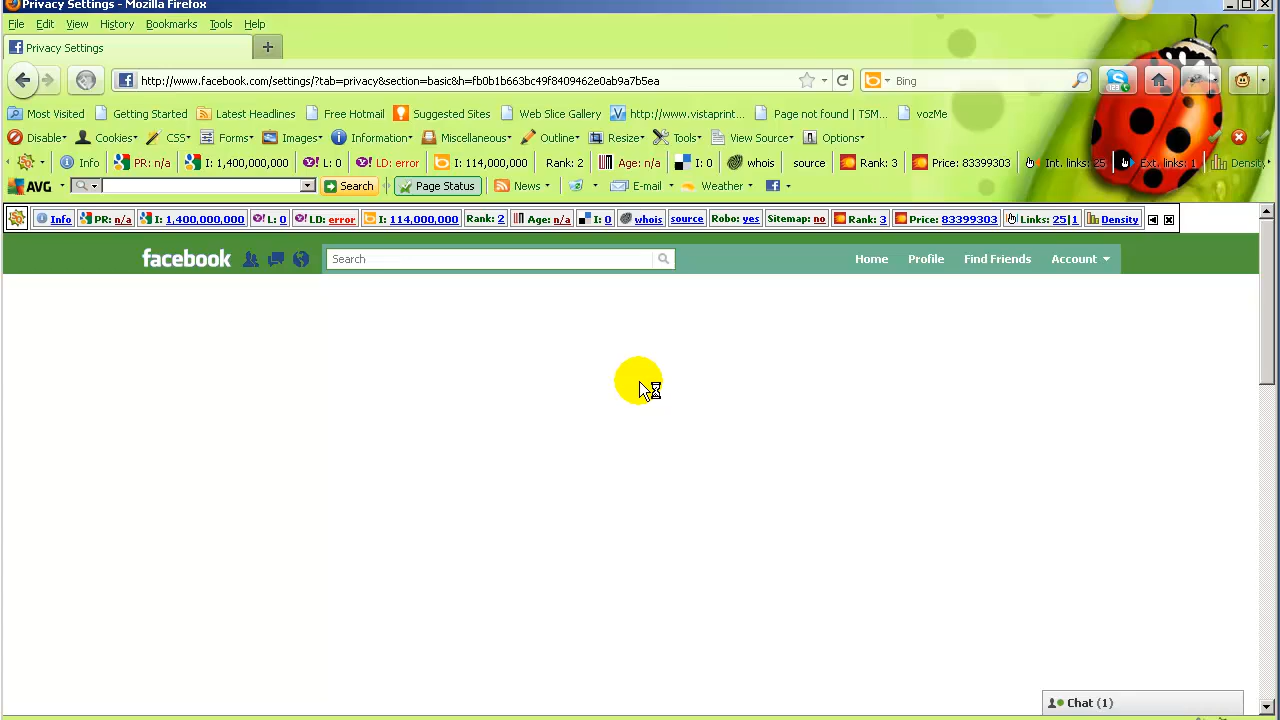 Privacy Settings - Mozilla Firefox
File Edit View History Bookmarks Tools Help
Privacy Settings
http://www.facebook.com/settings/?tab=privacy&section=basic&h=fb0b1hb63bc49f8409462e0ab9a7b5ea Bing
Most Visited Getting Started Latest Headlines Free Hotmail Suggested Sites Web Slice Gallery http://www.vistaprint... Page not found | TSM... vozMe
Disable Cookies CSS Forms Images Information Miscellaneous Outline Resize Tools View Source Options
Info PR: n/a I: 1,400,000,000 L: 0 LD: error I: 114,000,000 Rank: 2 Age: n/a I: 0 whois source Rank: 3 Price: 83399303 Int. links: 25 Ext. links: 1 Density
AVG Search Page Status News E-mail Weather
Info PR: n/a I: 1,400,000,000 L: 0 LD: error I: 114,000,000 Rank: 2 Age: n/a I: 0 whois source Robo: yes Sitemap: no Rank: 3 Price: 83399303 Links: 25|1 Density
facebook Search Home Profile Find Friends Account
Chat (1)